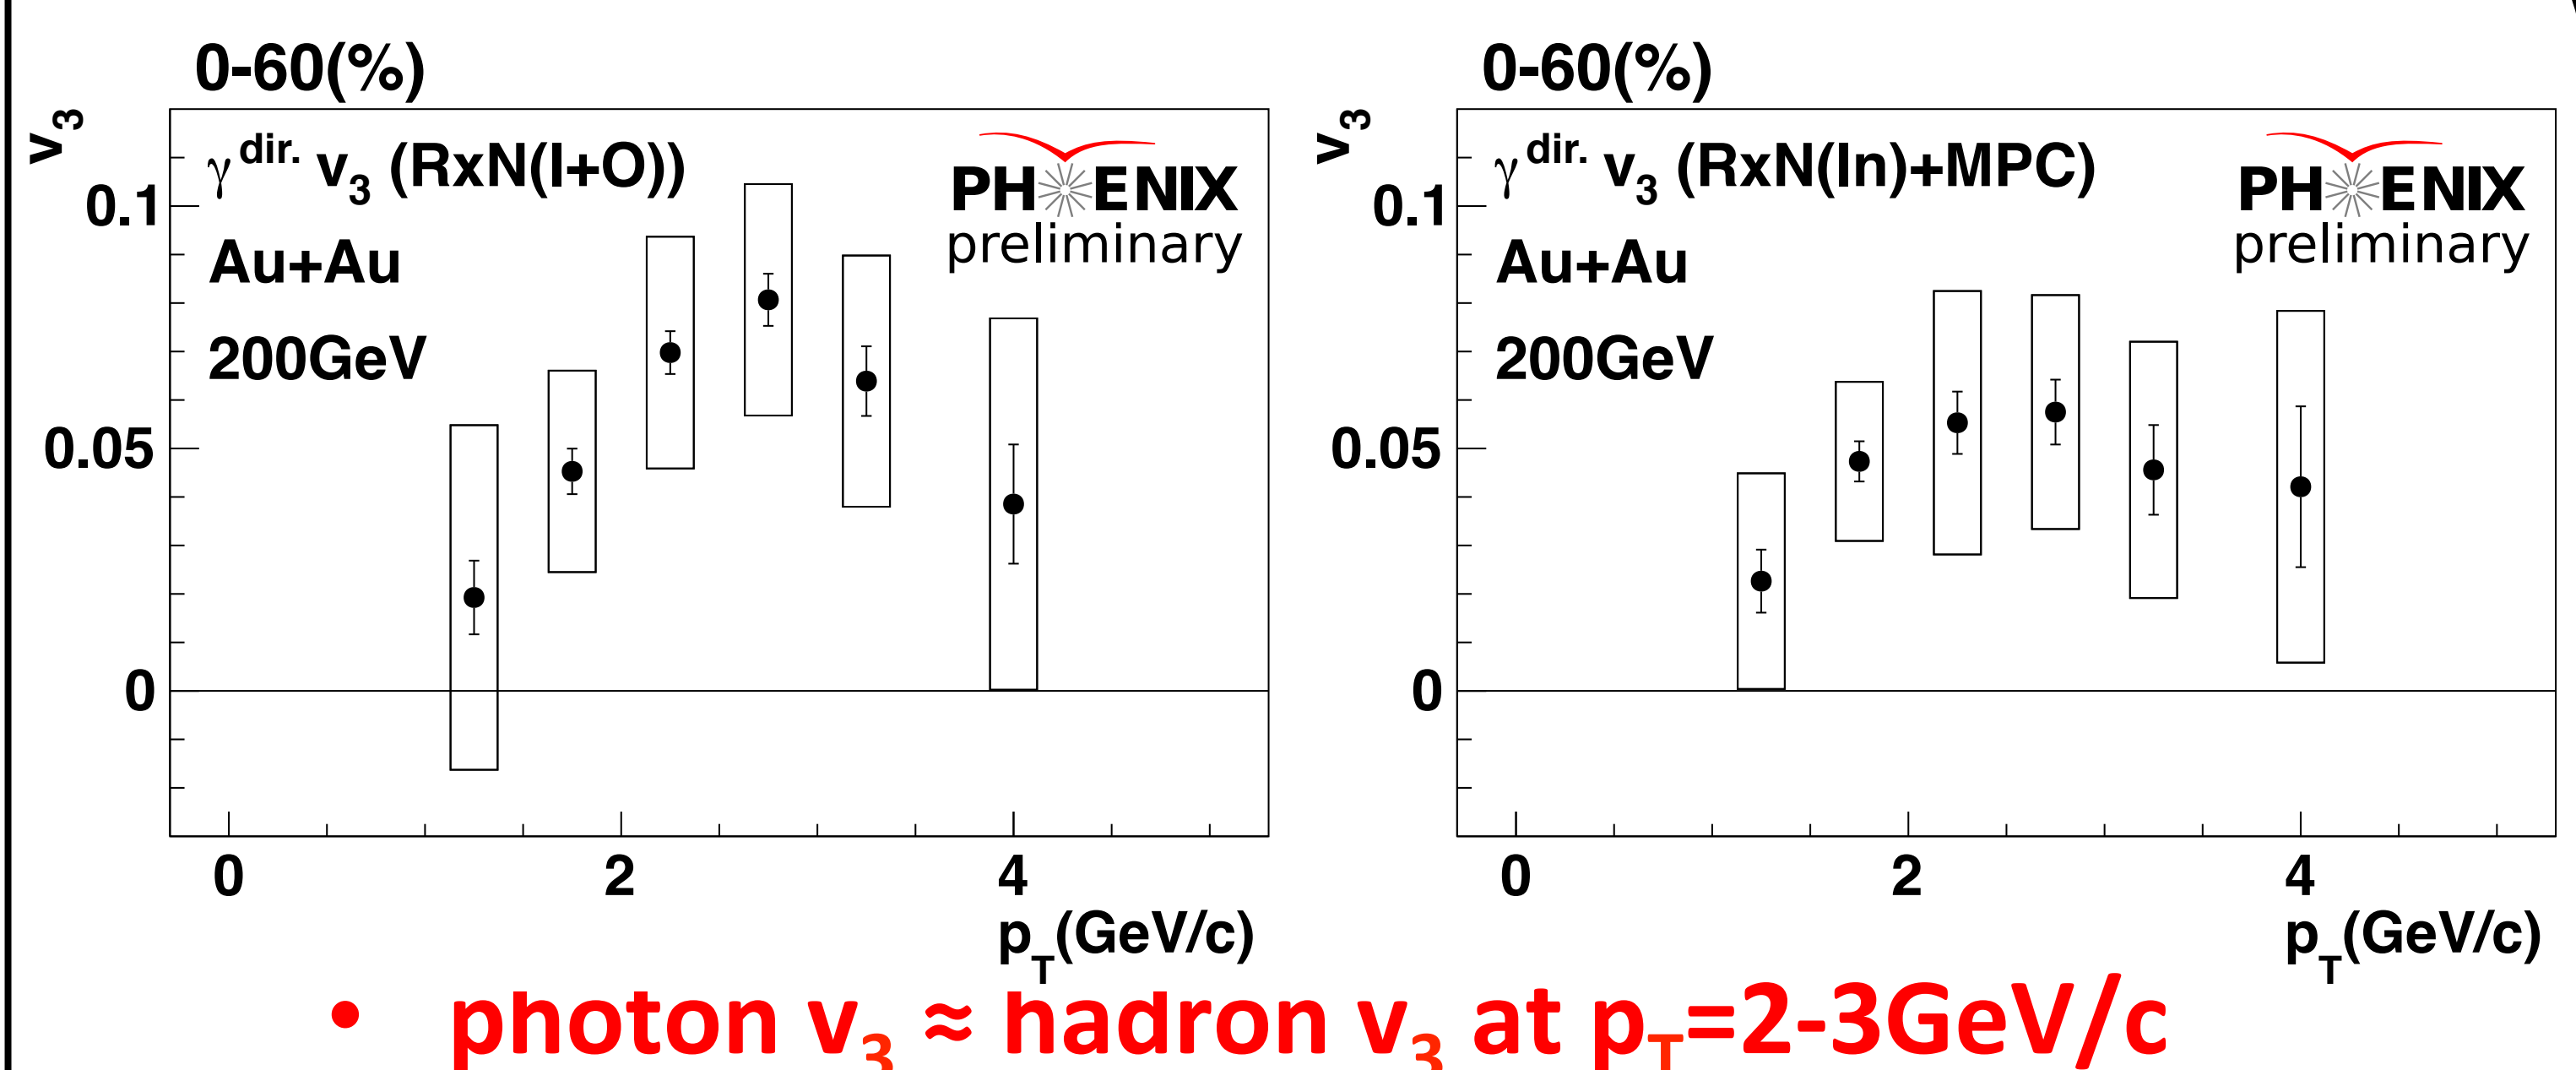 0-60(%)
v3
γ dir. v3 (RxN(I+O))
PHENIX
preliminary
Au+Au
200GeV
0.1
0.05
0
0 2 4
pT(GeV/c)
0-60(%)
v3
γ dir. v3 (RxN(In)+MPC)
PHENIX
preliminary
Au+Au
200GeV
0.1
0.05
0
0 2 4
pT(GeV/c)
• photon v3 ≈ hadron v3 at pT=2-3GeV/c